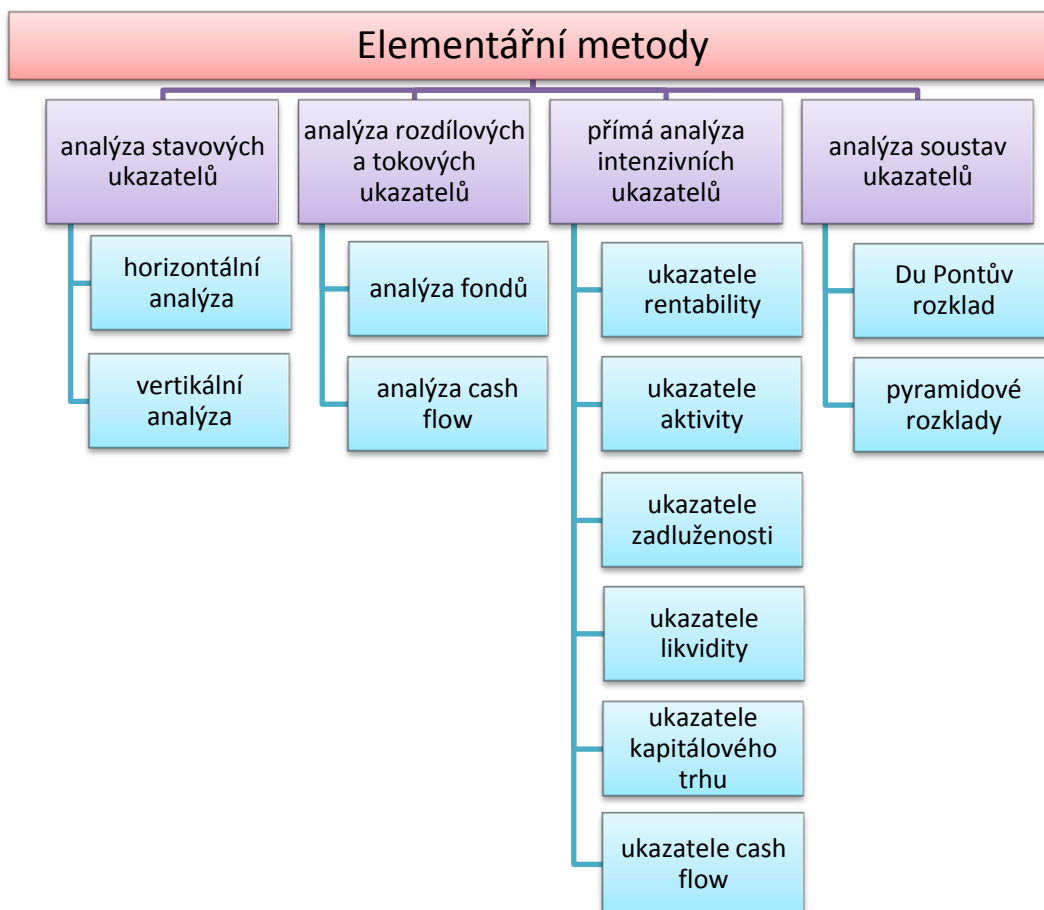 Elementářní metody
analýza stavových
ukazatelů
horizontální
analýza
vertikální
analýza
analýza rozdílových
a tokových
ukazatelů
analýza fondů
analýza cash
flow
přímá analýza
intenzivních
ukazatelů
ukazatele
rentability
ukazatele
aktivity
ukazatele
zadluženosti
ukazatele
likvidity
ukazatele
kapitálového
trhu
ukazatele cash
flow
analýza soustav
ukazatelů
Du Pontův
rozklad
pyramidové
rozklady